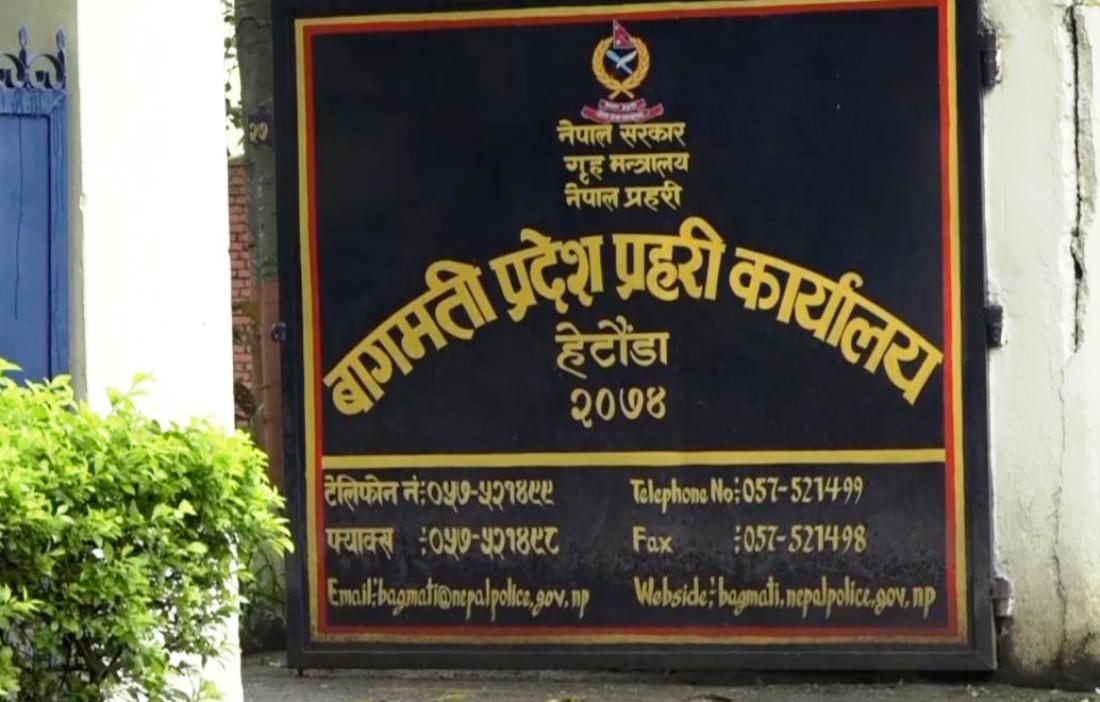 नेपाल सरकार
गृह मन्त्रालय
नेपाल प्रहरी
बागमती प्रदेश प्रहरी कार्यालय
हेटौंडा
२०७४
टेलिफोन नं:०५७-५२१४९९ Telephone No:057-521499
फ्याक्स :०५७-५२१४९८ Fax :057-521498
Email:bagmati@nepalpolice.gov.np Webside:bagmati.nepalpolice.gov.np